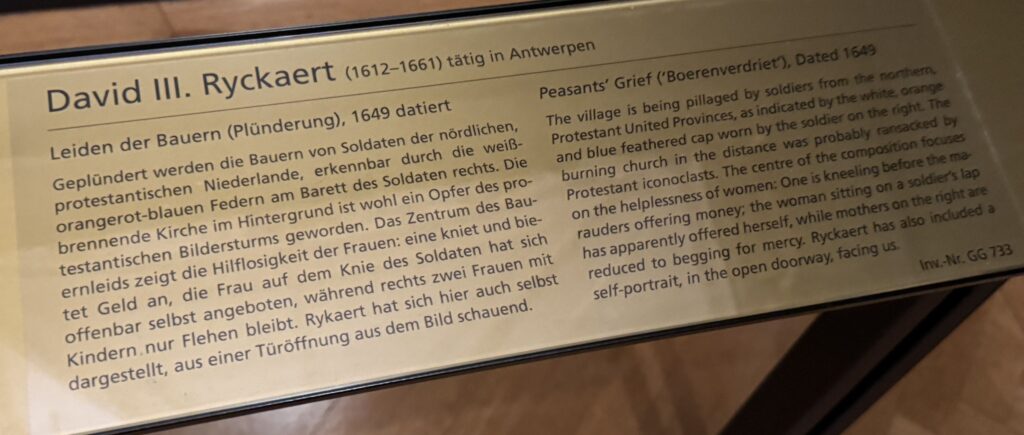 David III. Ryckaert (1612–1661) tätig in Antwerpen
Leiden der Bauern (Plünderung), 1649 datiert
Geplündert werden die Bauern von Soldaten der nördlichen,
protestantischen Niederlande, erkennbar durch die weiß-
orangerot-blauen Federn am Barett des Soldaten rechts. Die
brennende Kirche im Hintergrund ist wohl ein Opfer des pro-
testantischen Bildersturms geworden. Das Zentrum des Bau-
ernleids zeigt die Hilflosigkeit der Frauen: eine kniet und bie-
tet Geld an, die Frau auf dem Knie des Soldaten hat sich
offenbar selbst angeboten, während rechts zwei Frauen mit
Kindern nur Flehen bleibt. Rykaert hat sich hier auch selbst
dargestellt, aus einer Türöffnung aus dem Bild schauend.
Peasants' Grief ('Boerenverdriet'), Dated 1649
The village is being pillaged by soldiers from the northern,
Protestant United Provinces, as indicated by the white, orange
and blue feathered cap worn by the soldier on the right. The
burning church in the distance was probably ransacked by
Protestant iconoclasts. The centre of the composition focuses
on the helplessness of women: One is kneeling before the ma-
rauders offering money; the woman sitting on a soldier's lap
has apparently offered herself, while mothers on the right are
reduced to begging for mercy. Ryckaert has also included a
self-portrait, in the open doorway, facing us.
Inv.-Nr. GG 733